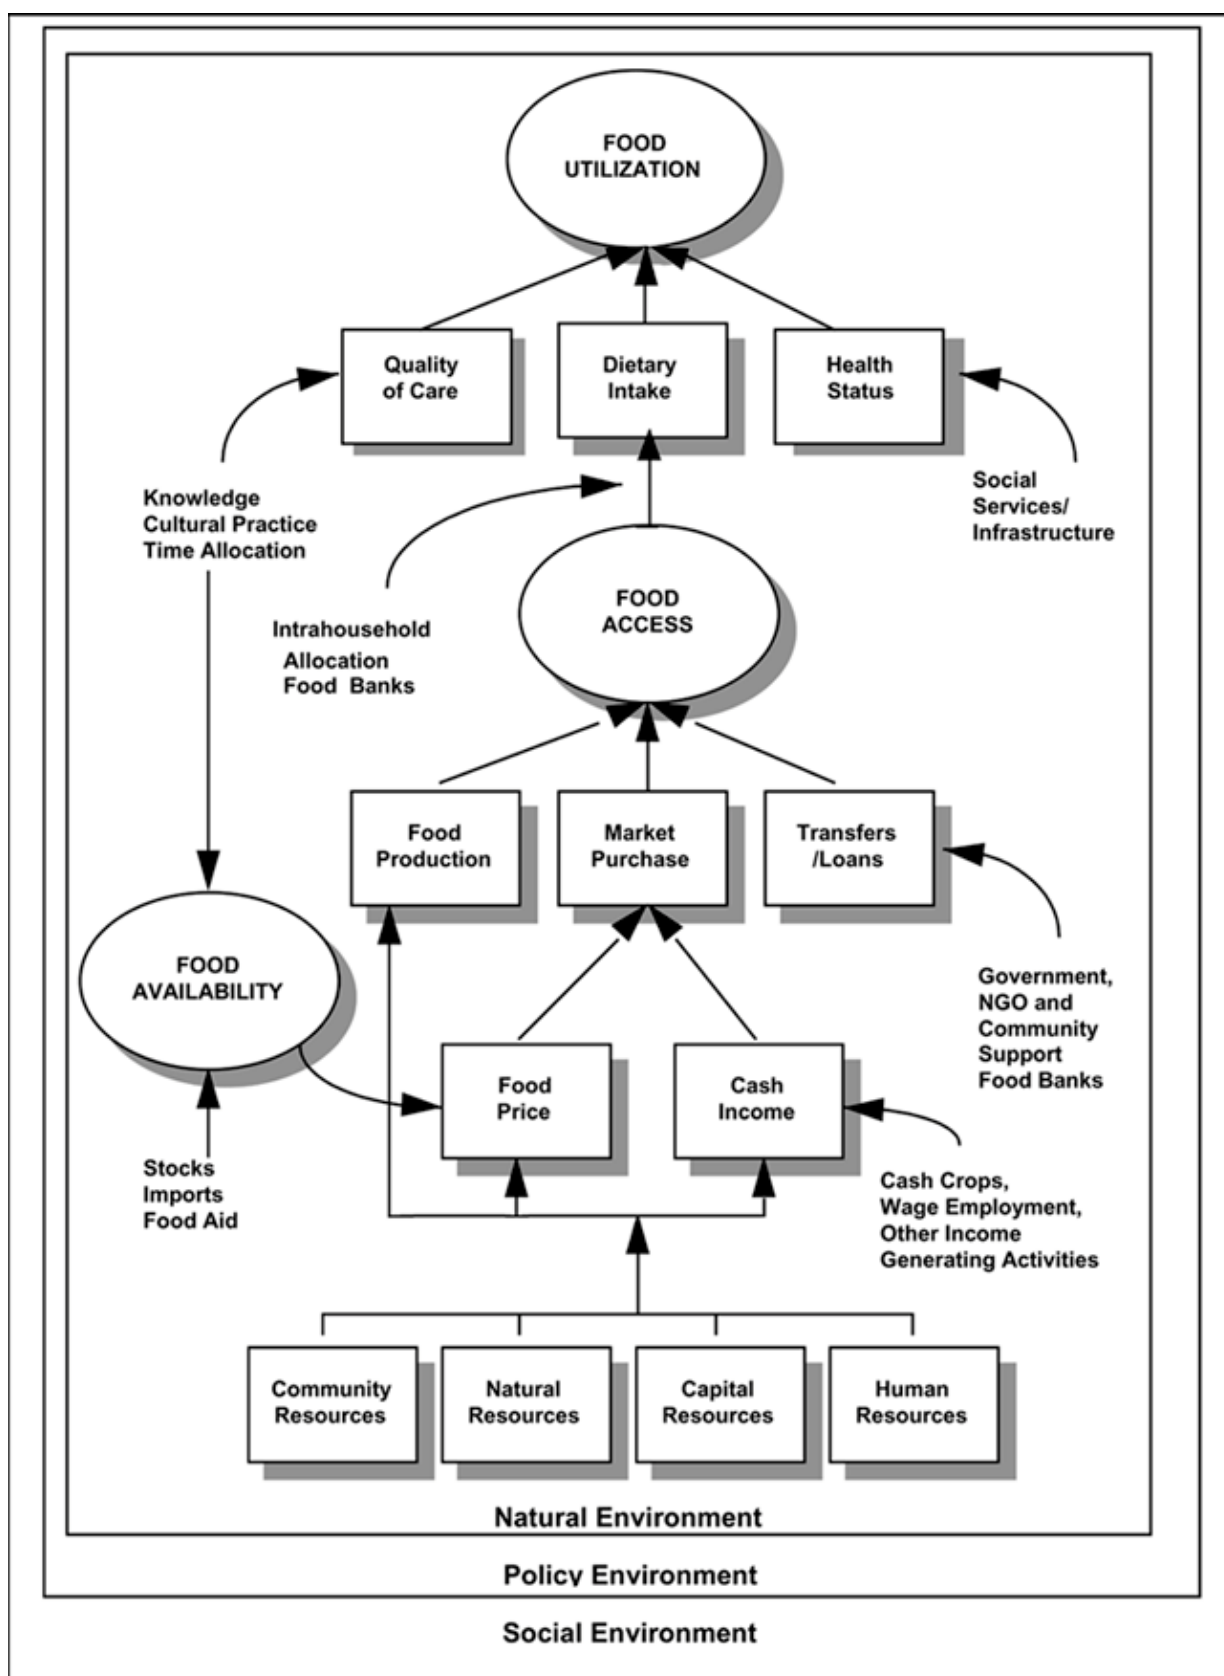 FOOD
UTILIZATION
Quality
of Care
Dietary
Intake
Health
Status
Knowledge
Cultural Practice
Time Allocation
Social
Services/
Infrastructure
Intrahousehold
Allocation
Food Banks
FOOD
ACCESS
Food
Production
Market
Purchase
Transfers
/Loans
FOOD
AVAILABILITY
Government,
NGO and
Community
Support
Food Banks
Food
Price
Cash
Income
Stocks
Imports
Food Aid
Cash Crops,
Wage Employment,
Other Income
Generating Activities
Community
Resources
Natural
Resources
Capital
Resources
Human
Resources
Natural Environment
Policy Environment
Social Environment